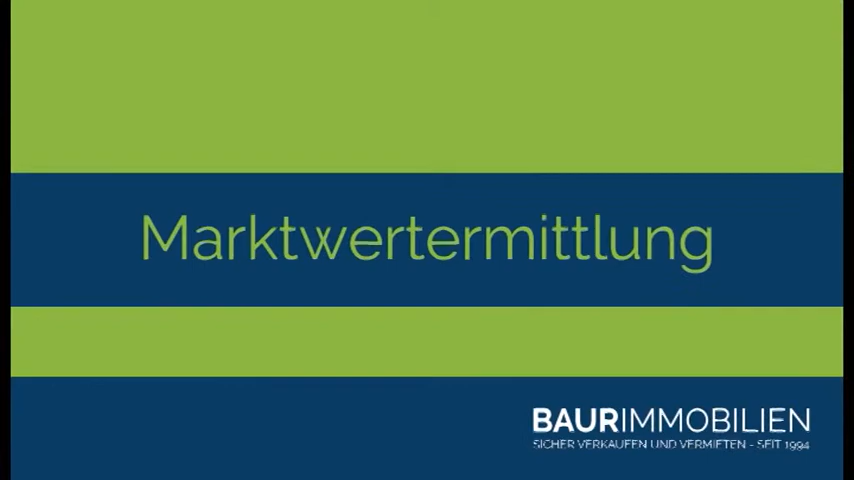 Marktwertermittlung
BAURIMMOBILIEN
SICHER VERKAUFEN UND VERMIETEN - SEIT 1994